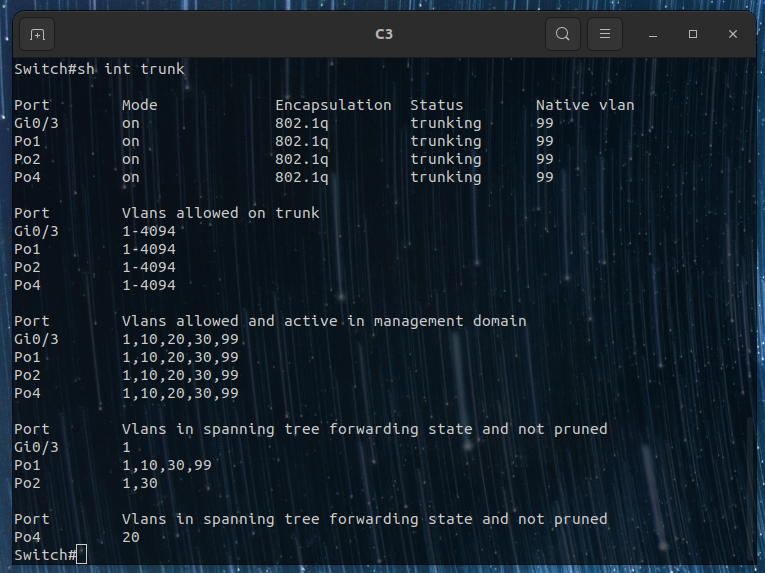 C3
Switch#sh int trunk
Port Mode Encapsulation Status Native vlan
Gi0/3 on 802.1q trunking 99
Po1 on 802.1q trunking 99
Po2 on 802.1q trunking 99
Po4 on 802.1q trunking 99
Port Vlans allowed on trunk
Gi0/3 1-4094
Po1 1-4094
Po2 1-4094
Po4 1-4094
Port Vlans allowed and active in management domain
Gi0/3 1,10,20,30,99
Po1 1,10,20,30,99
Po2 1,10,20,30,99
Po4 1,10,20,30,99
Port Vlans in spanning tree forwarding state and not pruned
Gi0/3 1
Po1 1,10,30,99
Po2 1,30
Port Vlans in spanning tree forwarding state and not pruned
Po4 20
Switch#